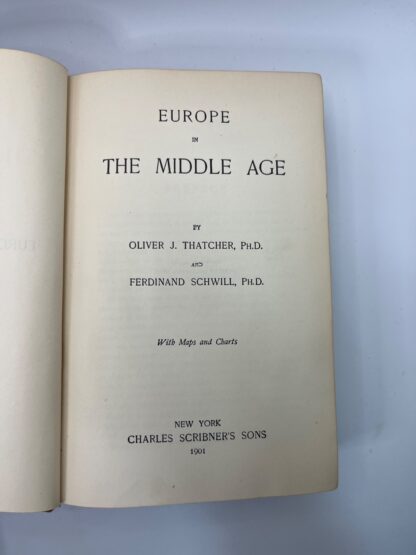 EUROPE
IN
THE MIDDLE AGE
BY
OLIVER J. THATCHER, PH.D.
AND
FERDINAND SCHWILL, PH.D.
With Maps and Charts
NEW YORK
CHARLES SCRIBNER'S SONS
1901